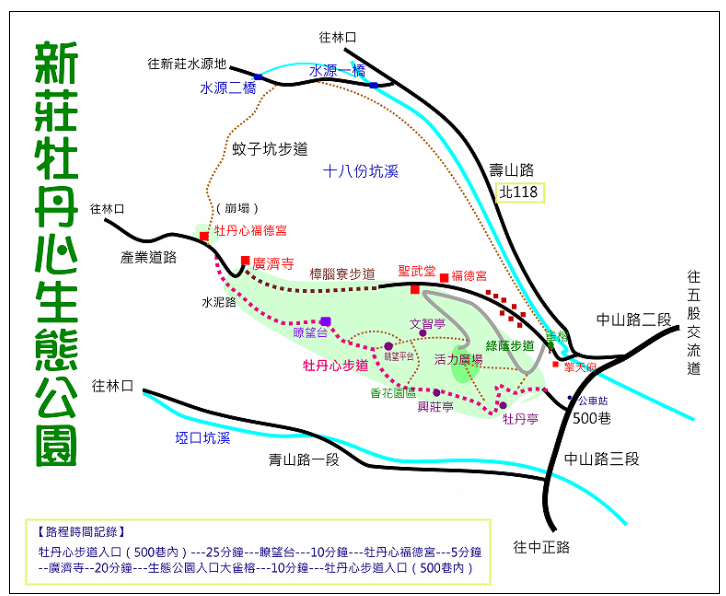 新莊牡丹心生態公園
往林口
往新莊水源地
水源一橋
水源二橋
蚊子坑步道
十八份坑溪
壽山路
北118
往林口
（崩塌）
牡丹心福德宮
產業道路
廣濟寺
樟腦寮步道
聖武堂
福德宮
往五股交流道
水泥路
中山路二段
瞭望台
文智亭
雀榕
綠蔭步道
眺望平台
牡丹心步道
活力廣場
擎天府
往林口
香花園區
興莊亭
牡丹亭
公車站
500巷
埡口坑溪
青山路一段
中山路三段
往中正路
【路程時間記錄】
牡丹心步道入口（500巷內）---25分鐘---瞭望台---10分鐘---牡丹心福德宮---5分鐘
--廣濟寺--20分鐘---生態公園入口大雀榕---10分鐘---牡丹心步道入口（500巷內）